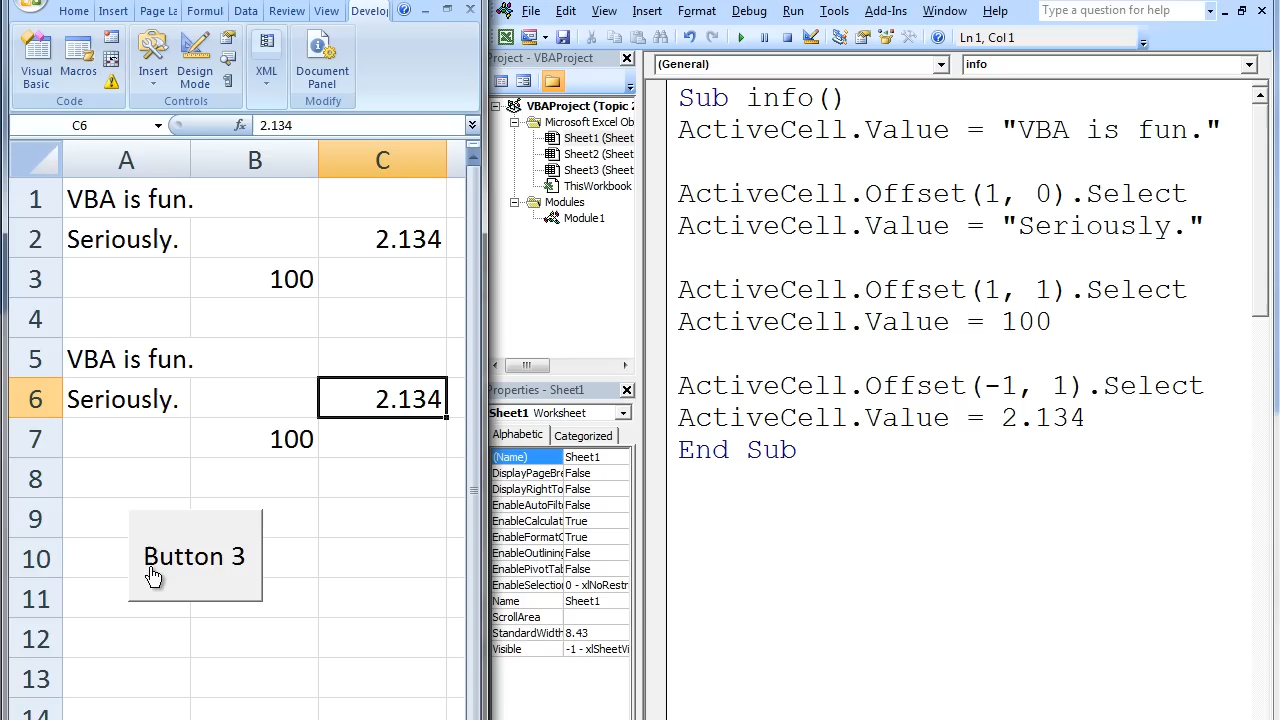 Home Insert Page La Formul Data Review View Develo
Visual Basic
Macros
Code
Insert
Design Mode
Controls
XML
Document Panel
Modify
C6 fx 2.134
A B C
1 VBA is fun.
2 Seriously. 2.134
3 100
4
5 VBA is fun.
6 Seriously. 2.134
7 100
8
9
10
11
12
13
14
Button 3
File Edit View Insert Format Debug Run Tools Add-Ins Window Help Type a question for help
Ln 1, Col 1
Project - VBAProject
VBAProject (Topic 2
Microsoft Excel Ob
Sheet1 (Sheet
Sheet2 (Sheet
Sheet3 (Sheet
ThisWorkbook
Modules
Module1
Properties - Sheet1
Sheet1 Worksheet
Alphabetic Categorized
(Name) Sheet1
DisplayPageBre False
DisplayRightTo False
EnableAutoFilt False
EnableCalculat True
EnableFormatC True
EnableOutlining False
EnablePivotTab False
EnableSelection 0 - xlNoRestr
Name Sheet1
ScrollArea
StandardWidth 8.43
Visible -1 - xlSheetVi
(General) info
Sub info()
ActiveCell.Value = "VBA is fun."
ActiveCell.Offset(1, 0).Select
ActiveCell.Value = "Seriously."
ActiveCell.Offset(1, 1).Select
ActiveCell.Value = 100
ActiveCell.Offset(-1, 1).Select
ActiveCell.Value = 2.134
End Sub